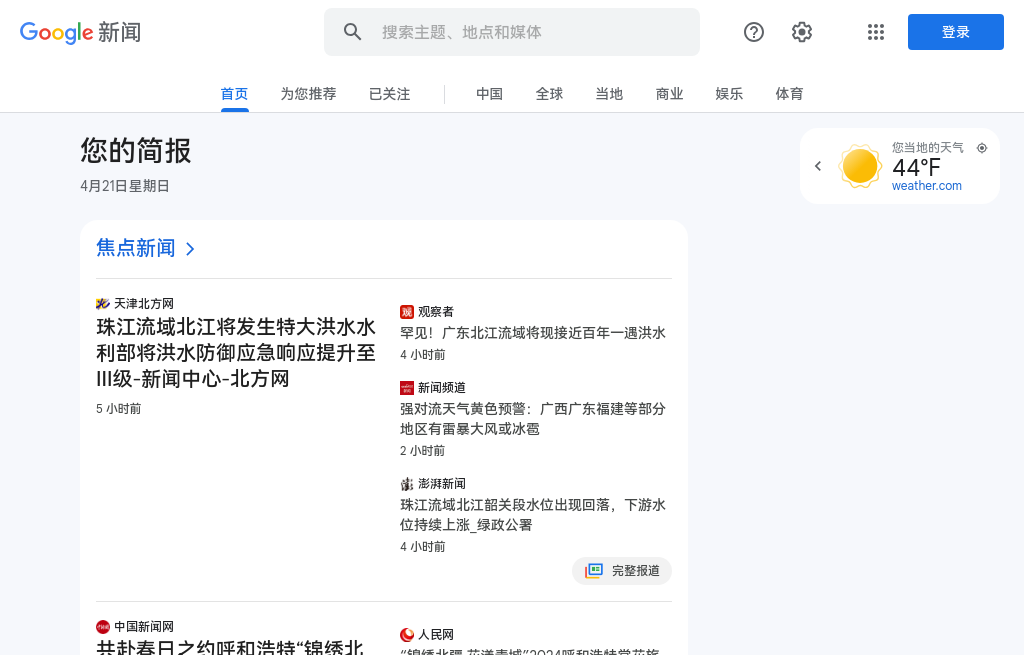 Google 新闻
搜索主题、地点和媒体
登录
首页 为您推荐 已关注 中国 全球 当地 商业 娱乐 体育
您的简报
4月21日星期日
您当地的天气
44°F
weather.com
焦点新闻
天津北方网
珠江流域北江将发生特大洪水水
利部将洪水防御应急响应提升至
III级-新闻中心-北方网
5 小时前
观察者
罕见！广东北江流域将现接近百年一遇洪水
4 小时前
新闻频道
强对流天气黄色预警：广西广东福建等部分
地区有雷暴大风或冰雹
2 小时前
澎湃新闻
珠江流域北江韶关段水位出现回落，下游水
位持续上涨_绿政公署
4 小时前
完整报道
中国新闻网
共赴春日之约呼和浩特“锦绣北
人民网
“锦绣北疆 花漾青城”2024呼和浩特赏花旅